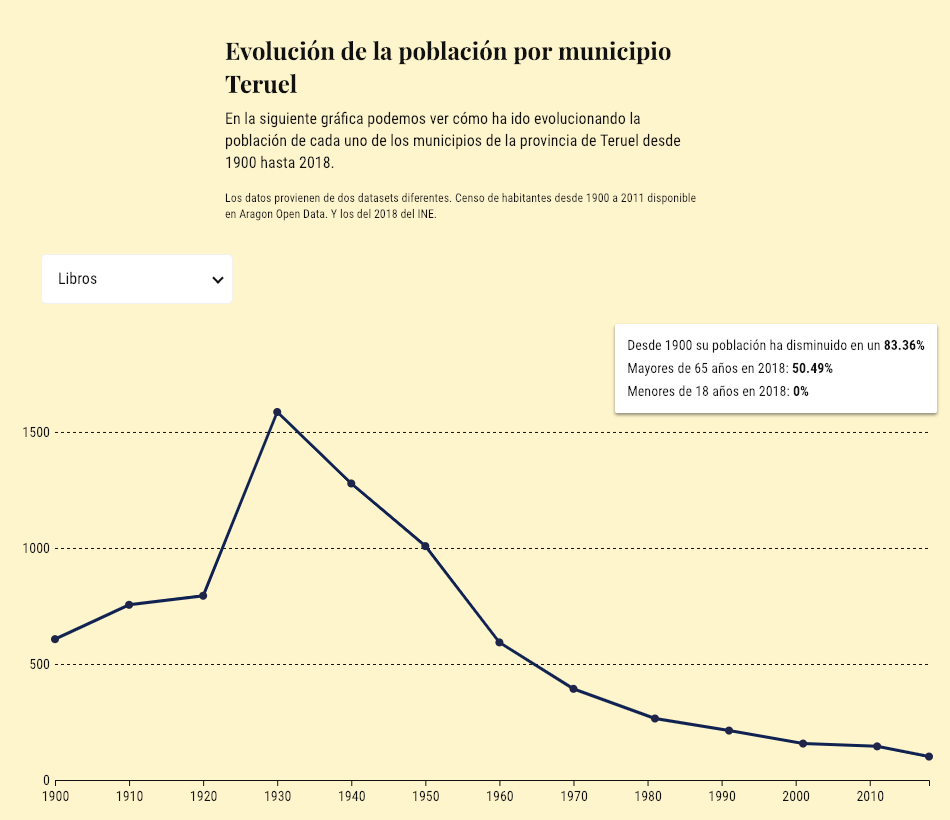 Evolución de la población por municipio
Teruel
En la siguiente gráfica podemos ver cómo ha ido evolucionando la
población de cada uno de los municipios de la provincia de Teruel desde
1900 hasta 2018.
Los datos provienen de dos datasets diferentes. Censo de habitantes desde 1900 a 2011 disponible
en Aragon Open Data. Y los del 2018 del INE.
Libros
Desde 1900 su población ha disminuido en un 83.36%
Mayores de 65 años en 2018: 50.49%
Menores de 18 años en 2018: 0%
1500
1000
500
0
1900 1910 1920 1930 1940 1950 1960 1970 1980 1990 2000 2010